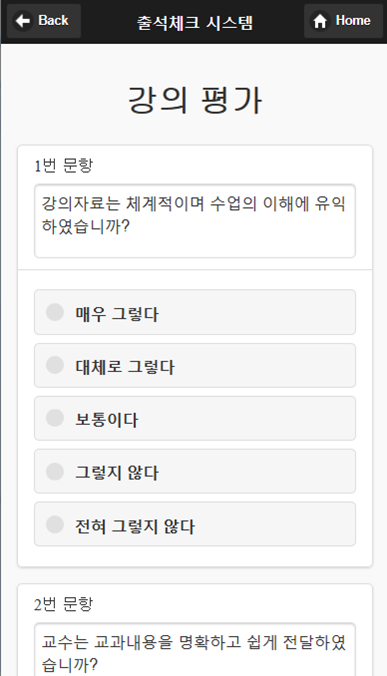 Back
출석체크 시스템
Home
강의 평가
1번 문항
강의자료는 체계적이며 수업의 이해에 유익
하였습니까?
매우 그렇다
대체로 그렇다
보통이다
그렇지 않다
전혀 그렇지 않다
2번 문항
교수는 교과내용을 명확하고 쉽게 전달하였
습니까?